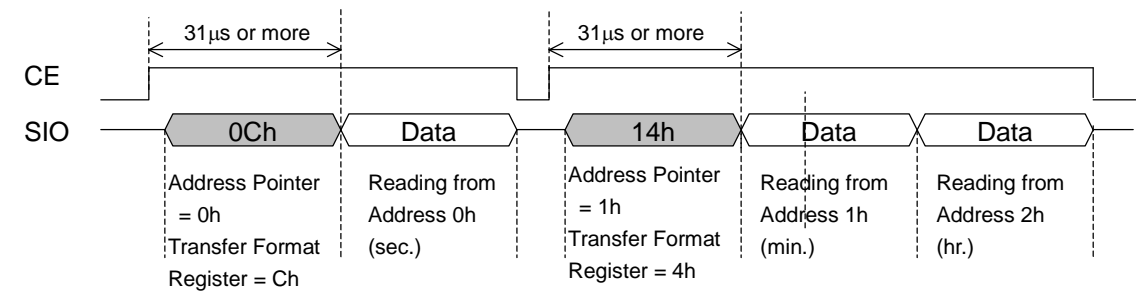 31μs or more
31μs or more
CE
SIO
0Ch
Data
14h
Data
Data
Address Pointer
= 0h
Transfer Format
Register = Ch
Reading from
Address 0h
(sec.)
Address Pointer
= 1h
Transfer Format
Register = 4h
Reading from
Address 1h
(min.)
Reading from
Address 2h
(hr.)